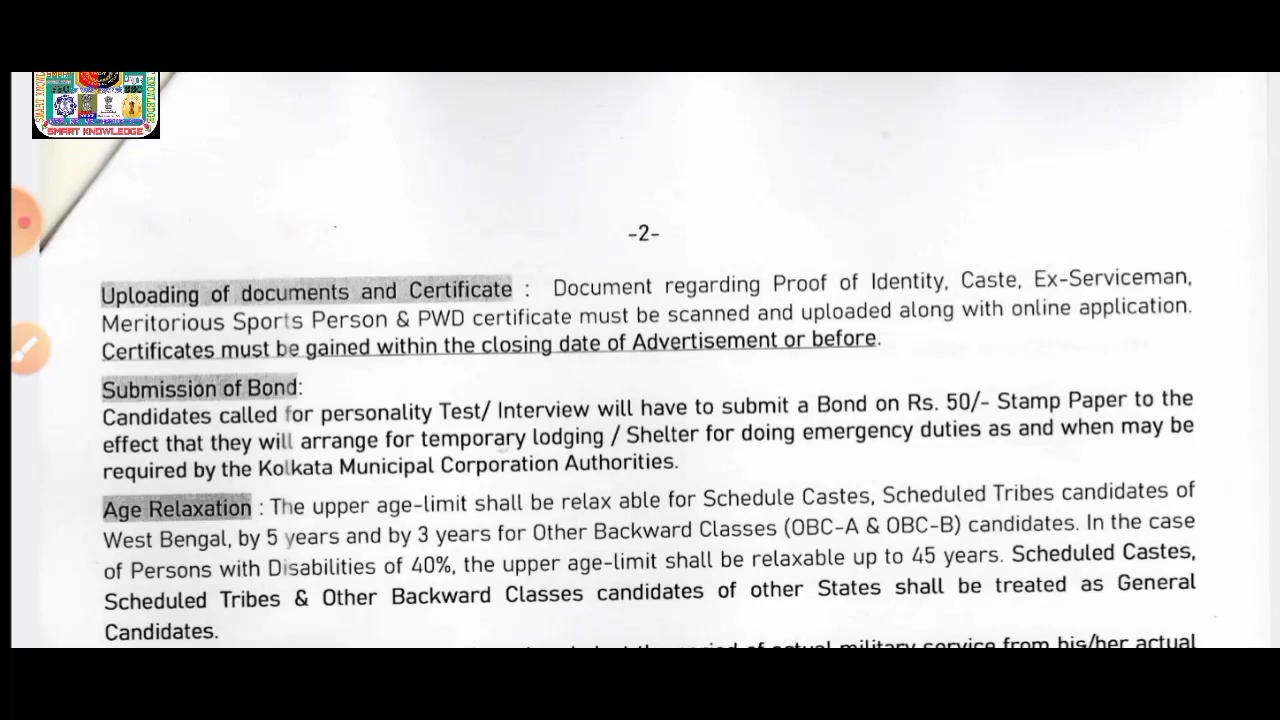 SMART KNOWLEDGE
-2-
Uploading of documents and Certificate : Document regarding Proof of Identity, Caste, Ex-Serviceman,
Meritorious Sports Person & PWD certificate must be scanned and uploaded along with online application.
Certificates must be gained within the closing date of Advertisement or before.
Submission of Bond:
Candidates called for personality Test/ Interview will have to submit a Bond on Rs. 50/- Stamp Paper to the
effect that they will arrange for temporary lodging / Shelter for doing emergency duties as and when may be
required by the Kolkata Municipal Corporation Authorities.
Age Relaxation : The upper age-limit shall be relax able for Schedule Castes, Scheduled Tribes candidates of
West Bengal, by 5 years and by 3 years for Other Backward Classes (OBC-A & OBC-B) candidates. In the case
of Persons with Disabilities of 40%, the upper age-limit shall be relaxable up to 45 years. Scheduled Castes,
Scheduled Tribes & Other Backward Classes candidates of other States shall be treated as General
Candidates.
of actual military service from his/her actual